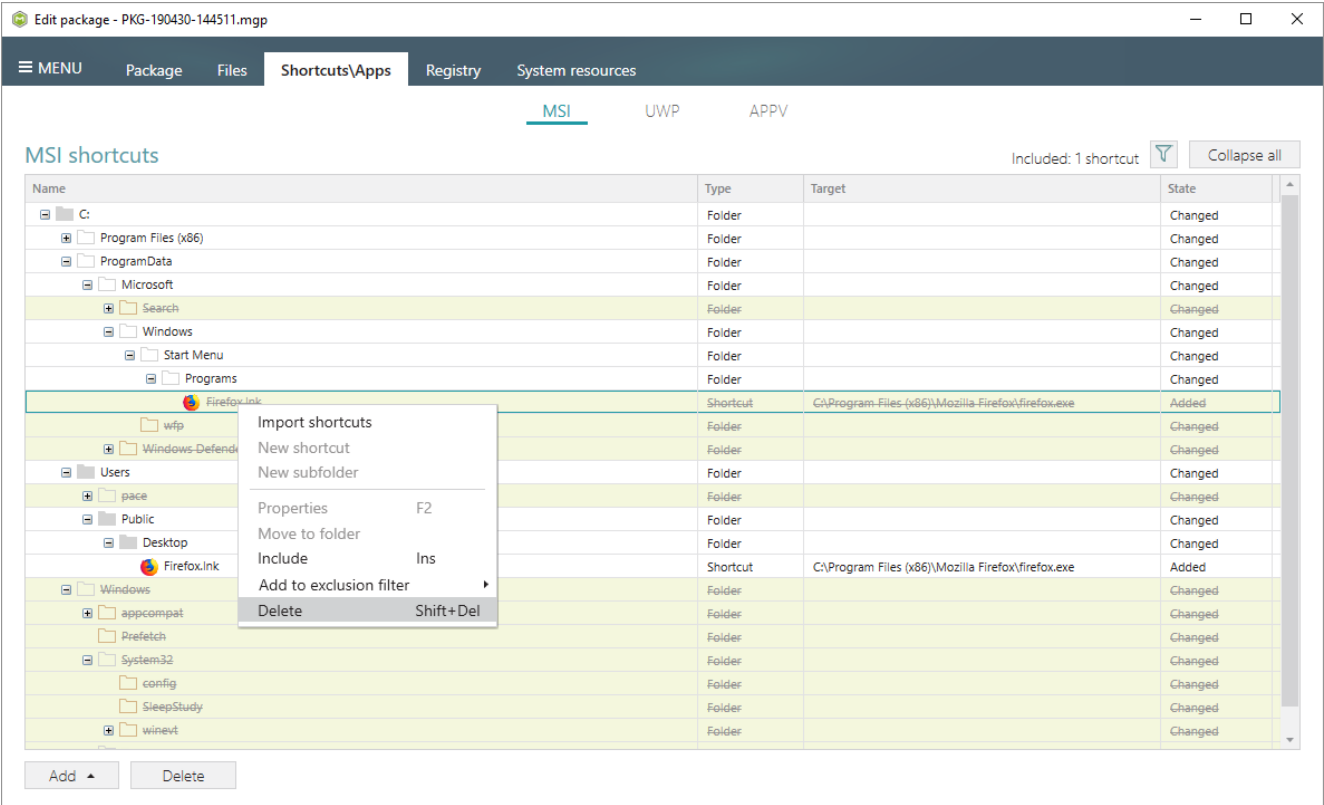 Edit package - PKG-190430-144511.mgp
MENU Package Files Shortcuts\Apps Registry System resources
MSI UWP APPV
MSI shortcuts Included: 1 shortcut Collapse all
Name Type Target State
C: Folder Changed
Program Files (x86) Folder Changed
ProgramData Folder Changed
Microsoft Folder Changed
Search Folder Changed
Windows Folder Changed
Start Menu Folder Changed
Programs Folder Changed
Firefox.lnk Shortcut C:\Program Files (x86)\Mozilla Firefox\firefox.exe Added
wfp Folder Changed
Windows Folder Changed
Users Folder Changed
pace Folder Changed
Public Folder Changed
Desktop Folder Changed
Firefox.lnk Shortcut C:\Program Files (x86)\Mozilla Firefox\firefox.exe Added
Windows Folder Changed
appcompat Folder Changed
Prefetch Folder Changed
System32 Folder Changed
config Folder Changed
SleepStudy Folder Changed
winevt Folder Changed
Import shortcuts
New shortcut
New subfolder
Properties F2
Move to folder
Include Ins
Add to exclusion filter
Delete Shift+Del
Add Delete